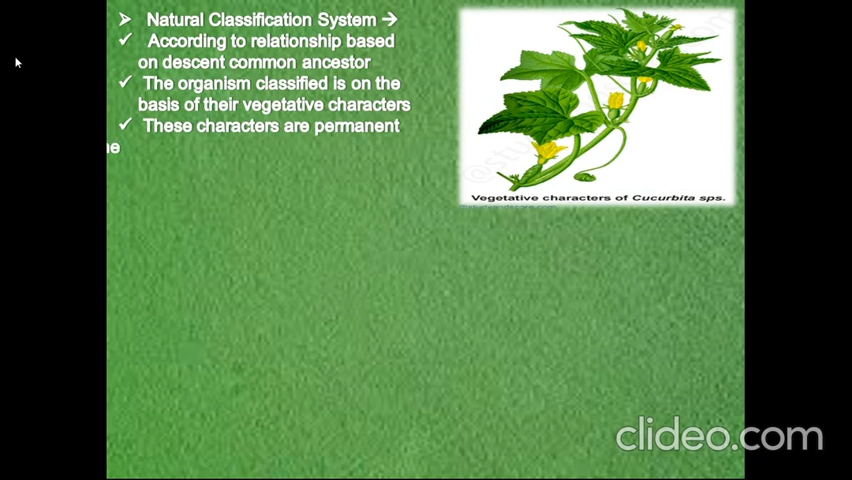 ➢ Natural Classification System →
✓ According to relationship based
on descent common ancestor
✓ The organism classified is on the
basis of their vegetative characters
✓ These characters are permanent
Vegetative characters of Cucurbita sps.
clideo.com